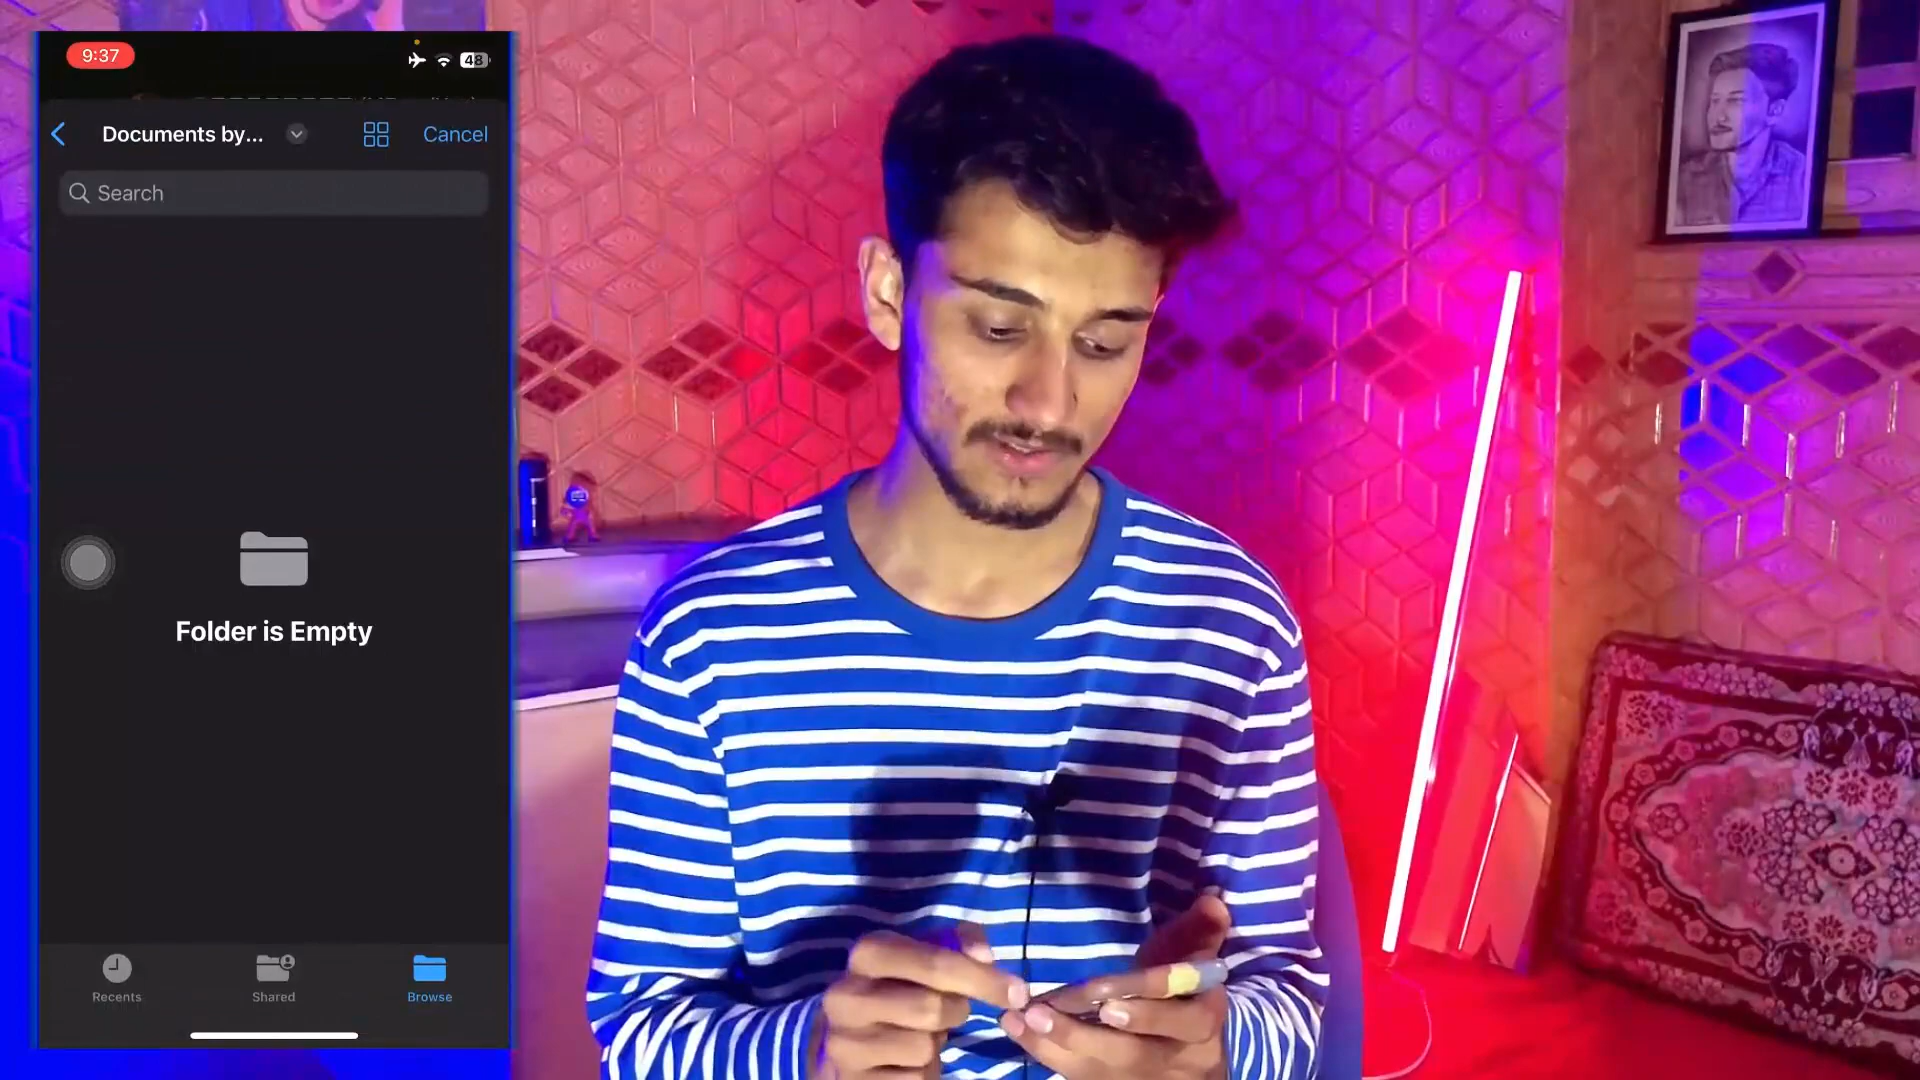 9:37
48
Documents by...
Cancel
Search
Folder is Empty
Recents
Shared
Browse